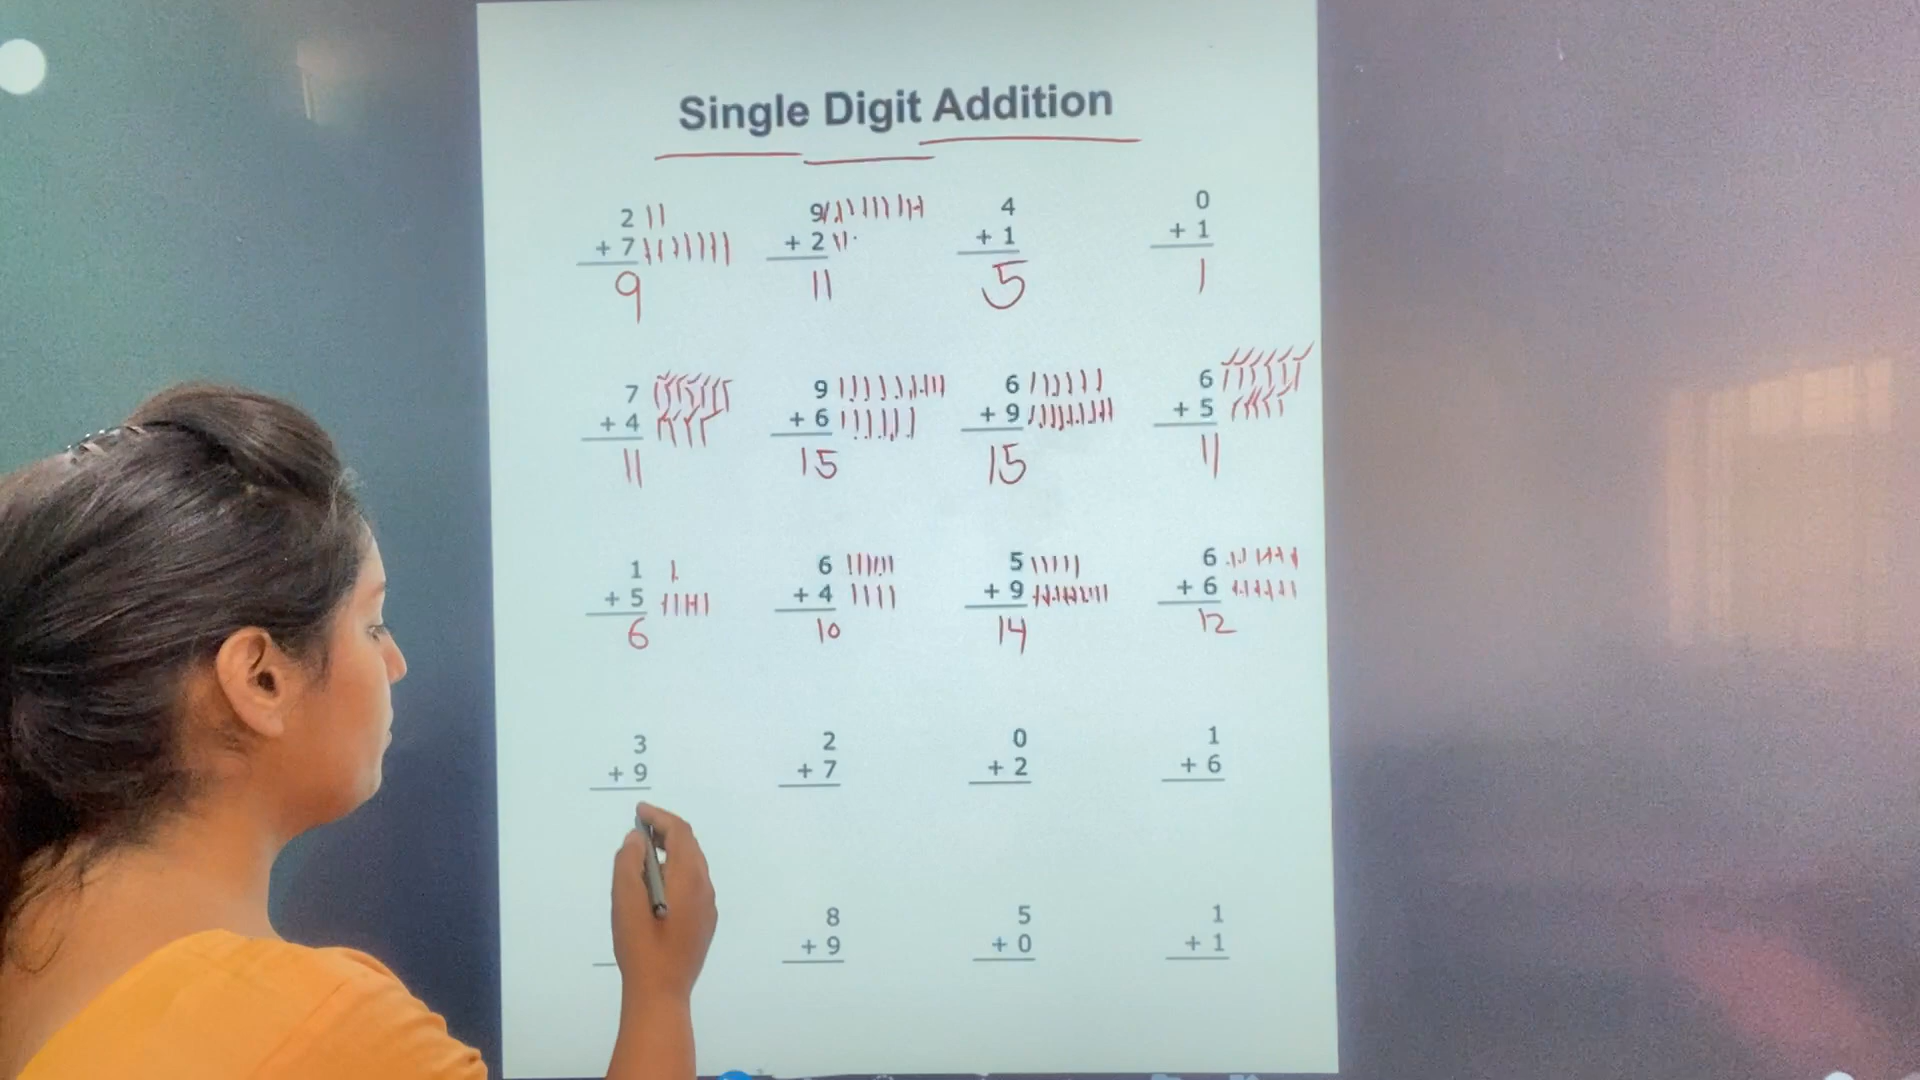 Single Digit Addition
2 9 4 0
+ 7 + 2 + 1 + 1
9 11 5 1
7 9 6 6
+ 4 + 6 + 9 + 5
11 15 15 11
1 6 5 6
+ 5 + 4 + 9 + 6
6 10 14 12
3 2 0 1
+ 9 + 7 + 2 + 6
8 5 1
+ 9 + 0 + 1